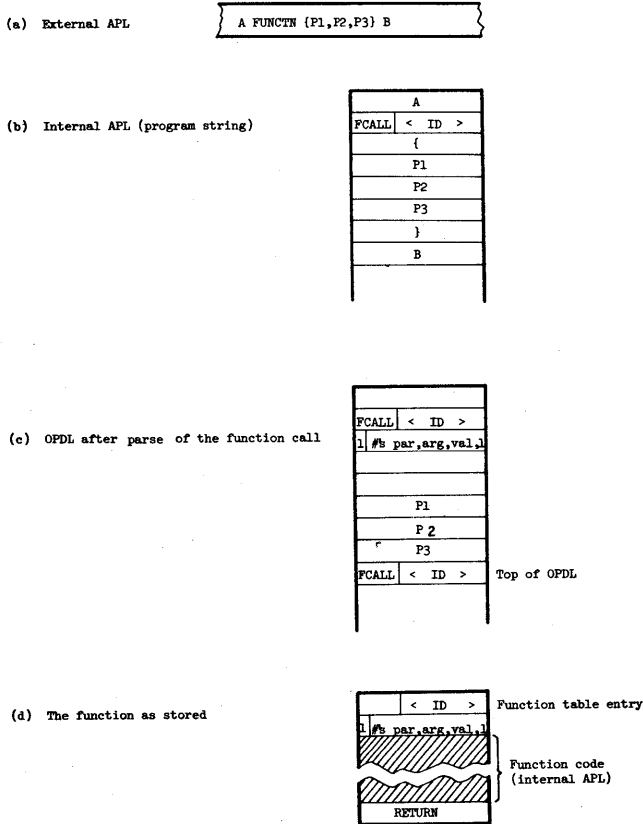 (a) External APL
A FUNCTN {P1,P2,P3} B
(b) Internal APL (program string)
A
FCALL < ID >
{
P1
P2
P3
}
B
(c) OPDL after parse of the function call
FCALL < ID >
1 #'s par,arg,val,1
P1
P 2
P3
FCALL < ID > Top of OPDL
(d) The function as stored
< ID > Function table entry
1 #'s par,arg,val,1
Function code
(internal APL)
RETURN